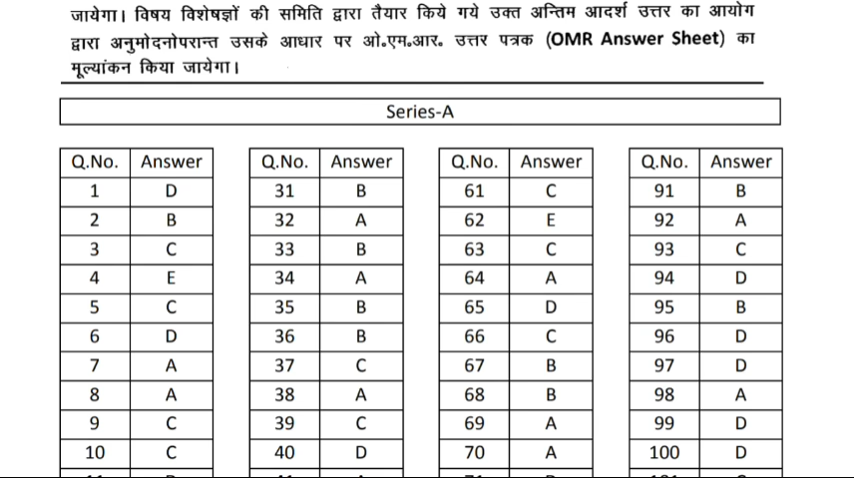 जायेगा। विषय विशेषज्ञों की समिति द्वारा तैयार किये गये उक्त अन्तिम आदर्श उत्तर का आयोग
द्वारा अनुमोदनोपरान्त उसके आधार पर ओ.एम.आर. उत्तर पत्रक (OMR Answer Sheet) का
मूल्यांकन किया जायेगा।
Series-A
Q.No. Answer Q.No. Answer Q.No. Answer Q.No. Answer
1 D 31 B 61 C 91 B
2 B 32 A 62 E 92 A
3 C 33 B 63 C 93 C
4 E 34 A 64 A 94 D
5 C 35 B 65 D 95 B
6 D 36 B 66 C 96 D
7 A 37 C 67 B 97 D
8 A 38 A 68 B 98 A
9 C 39 C 69 A 99 D
10 C 40 D 70 A 100 D